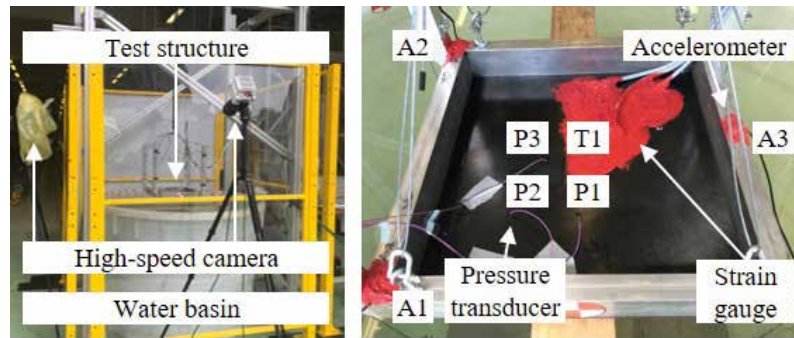 Test structure
High-speed camera
Water basin
A2
Accelerometer
P3
T1
A3
P2
P1
A1
Pressure
transducer
Strain
gauge